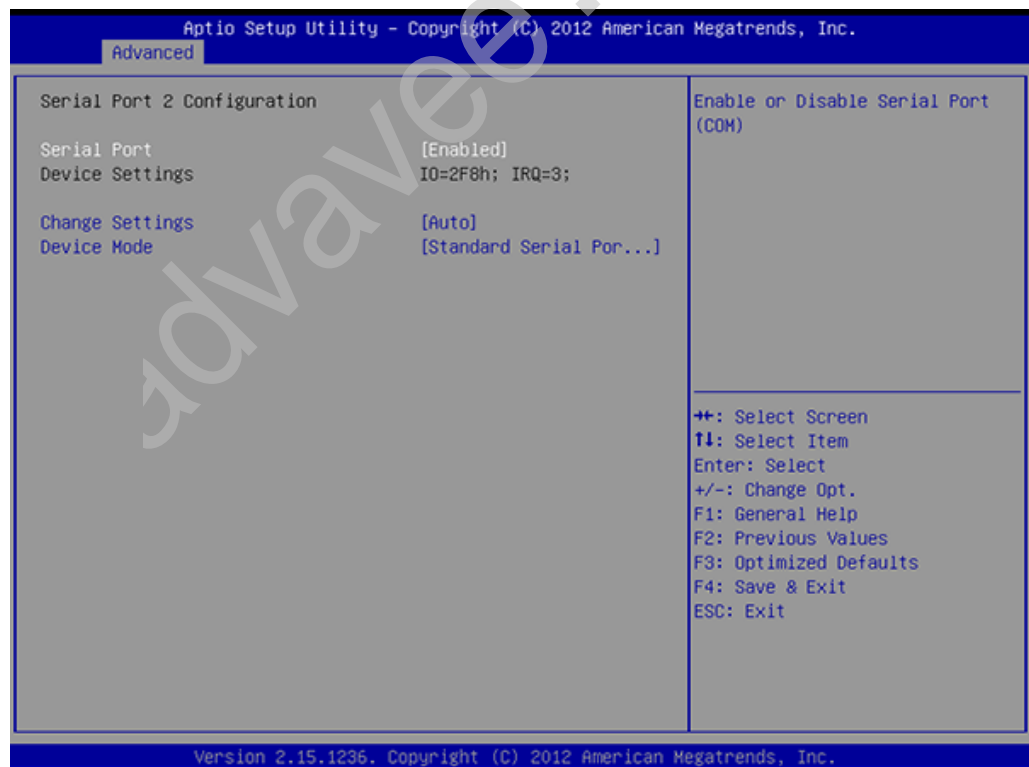 Aptio Setup Utility – Copyright (C) 2012 American Megatrends, Inc.
Advanced
Serial Port 2 Configuration
Serial Port [Enabled]
Device Settings IO=2F8h; IRQ=3;
Change Settings [Auto]
Device Mode [Standard Serial Por...]
Enable or Disable Serial Port
(COM)
→←: Select Screen
↑↓: Select Item
Enter: Select
+/-: Change Opt.
F1: General Help
F2: Previous Values
F3: Optimized Defaults
F4: Save & Exit
ESC: Exit
Version 2.15.1236. Copyright (C) 2012 American Megatrends, Inc.